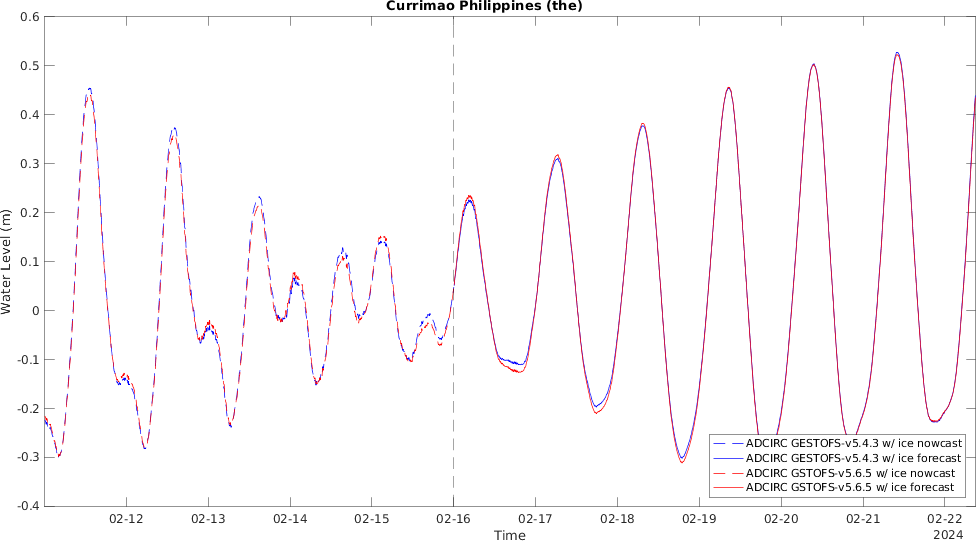 Currimao Philippines (the)
0.6
0.5
0.4
0.3
0.2
0.1
0
-0.1
-0.2
-0.3
-0.4
Water Level (m)
ADCIRC GESTOFS-v5.4.3 w/ ice nowcast
ADCIRC GESTOFS-v5.4.3 w/ ice forecast
ADCIRC GSTOFS-v5.6.5 w/ ice nowcast
ADCIRC GSTOFS-v5.6.5 w/ ice forecast
02-12 02-13 02-14 02-15 02-16 02-17 02-18 02-19 02-20 02-21 02-22
Time
2024